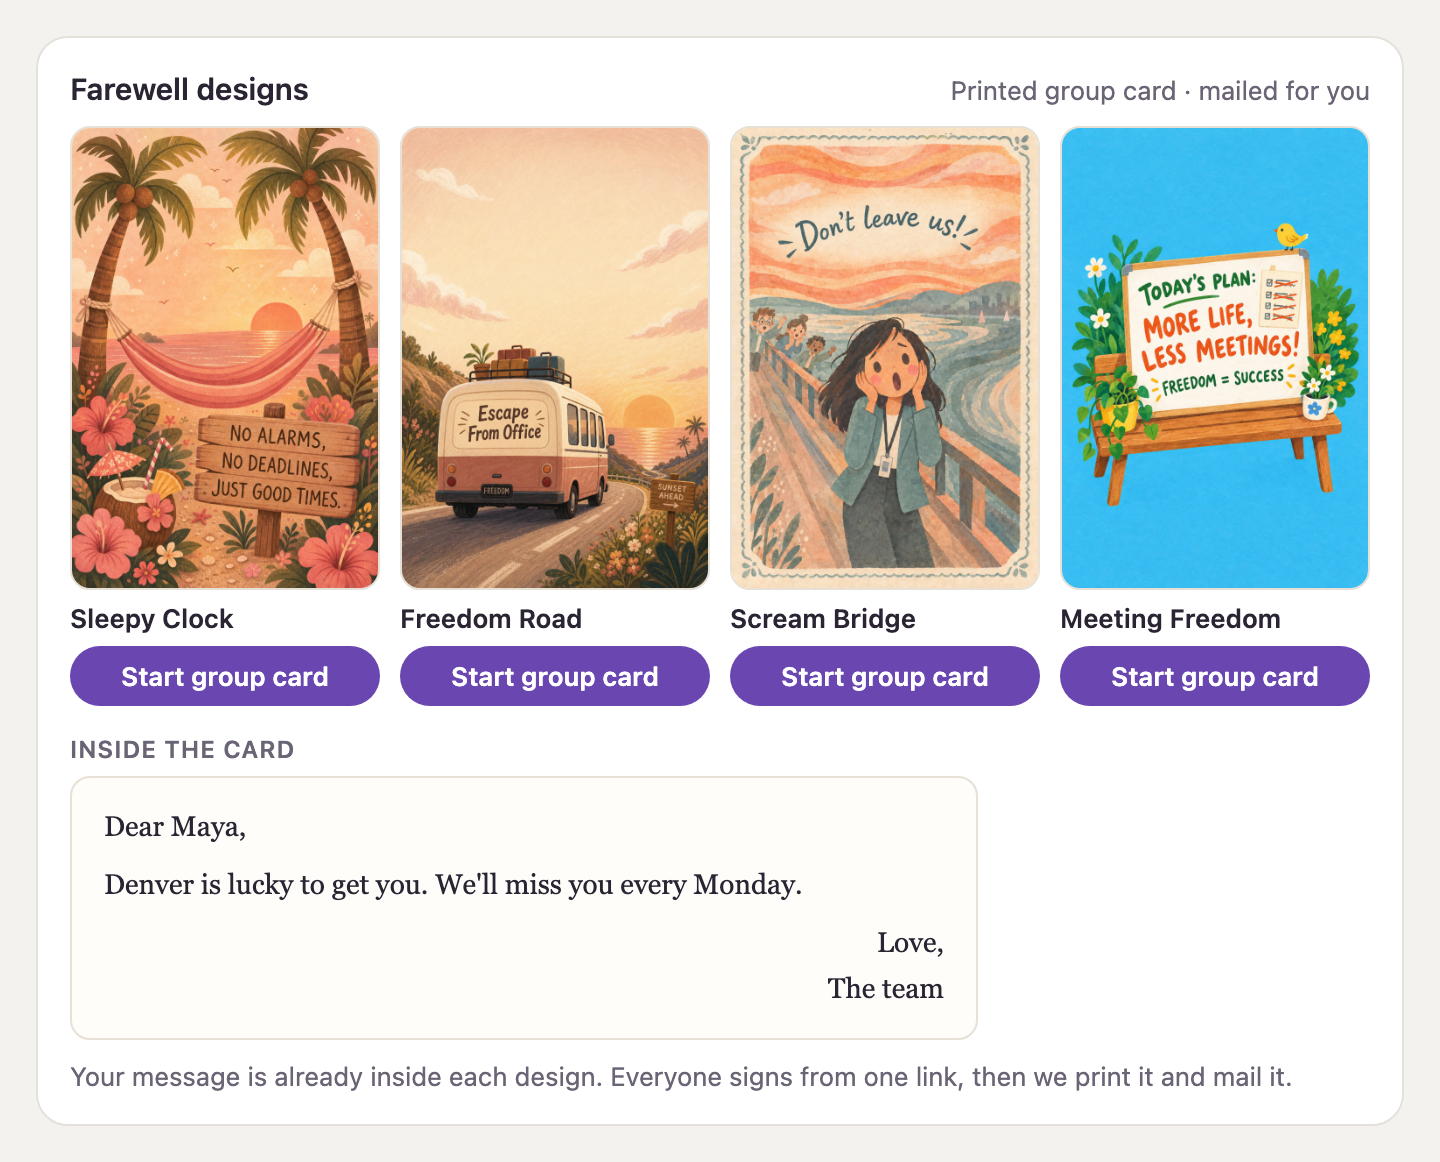 Farewell designs
Printed group card · mailed for you
NO ALARMS,
NO DEADLINES,
JUST GOOD TIMES.
Escape
From Office
FREEDOM
SUNSET
AHEAD
Don't leave us!
TODAY'S PLAN:
MORE LIFE,
LESS MEETINGS!
FREEDOM = SUCCESS
Sleepy Clock
Freedom Road
Scream Bridge
Meeting Freedom
Start group card
Start group card
Start group card
Start group card
INSIDE THE CARD
Dear Maya,
Denver is lucky to get you. We'll miss you every Monday.
Love,
The team
Your message is already inside each design. Everyone signs from one link, then we print it and mail it.